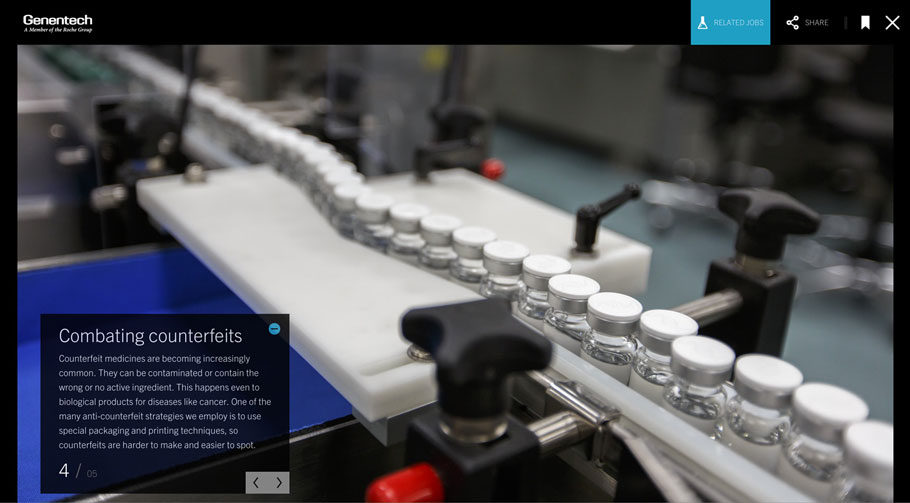 Genentech
A Member of the Roche Group
RELATED JOBS
SHARE
Combating counterfeits
Counterfeit medicines are becoming increasingly
common. They can be contaminated or contain the
wrong or no active ingredient. This happens even to
biological products for diseases like cancer. One of the
many anti-counterfeit strategies we employ is to use
special packaging and printing techniques, so
counterfeits are harder to make and easier to spot.
4 / 05